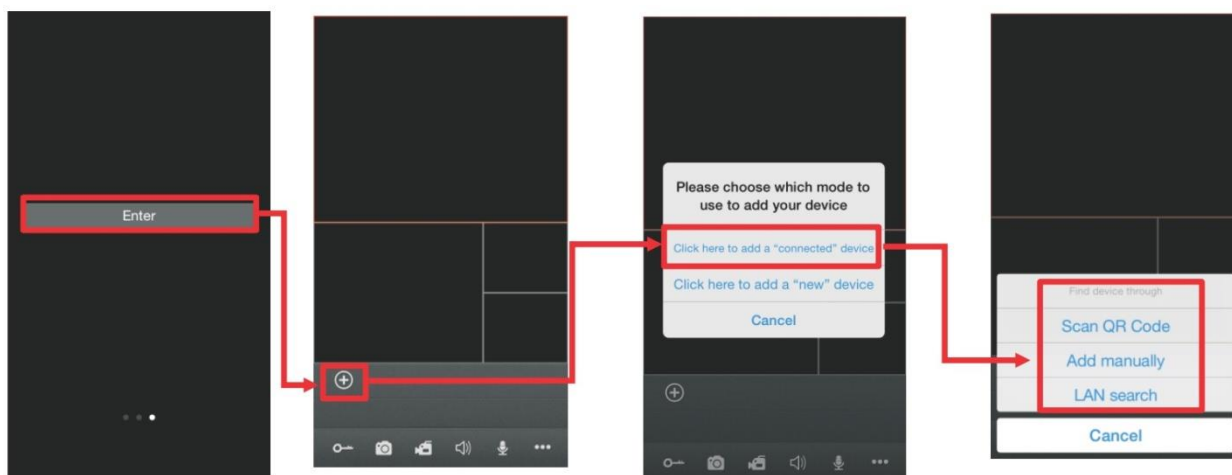 Enter
Please choose which mode to
use to add your device
Click here to add a “connected” device
Click here to add a “new” device
Cancel
Find device through
Scan QR Code
Add manually
LAN search
Cancel